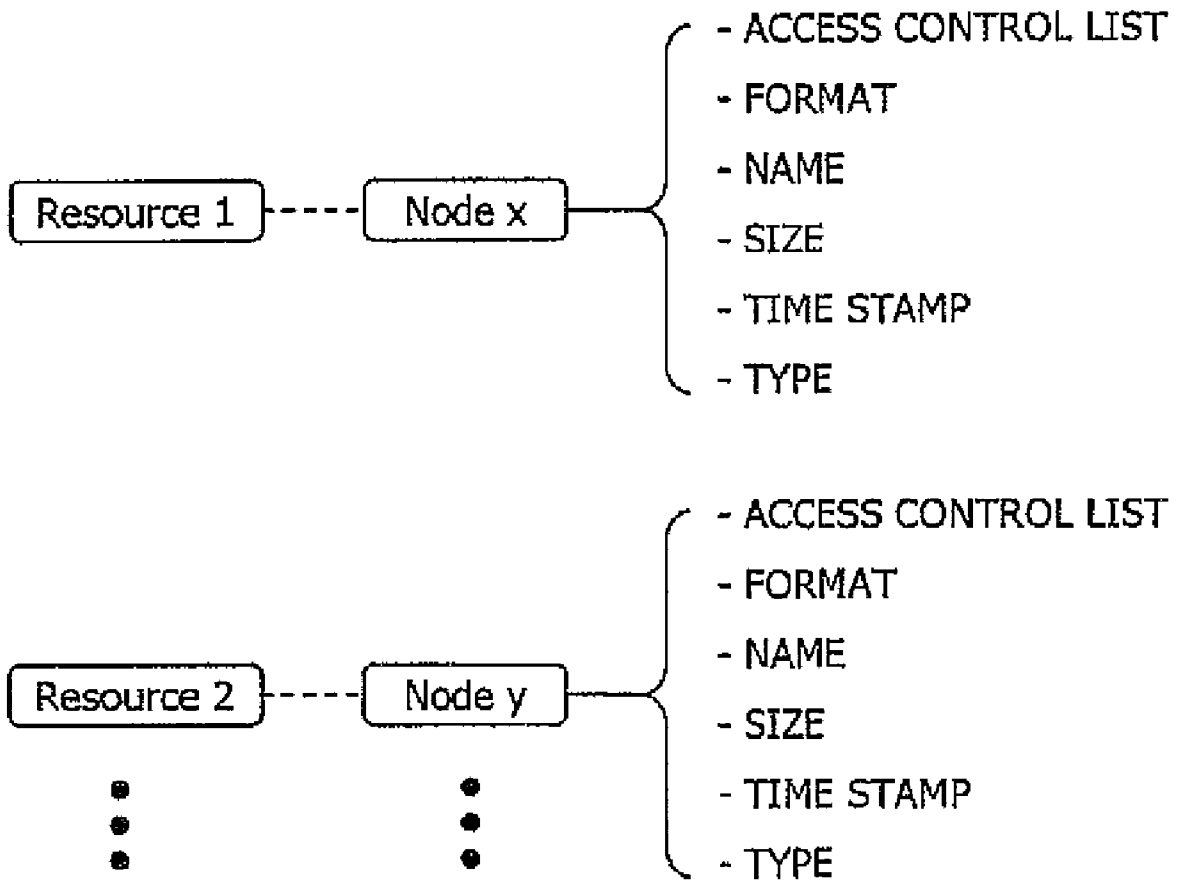 - ACCESS CONTROL LIST
- FORMAT
- NAME
Resource 1
Node x
- SIZE
- TIME STAMP
- TYPE
- ACCESS CONTROL LIST
- FORMAT
- NAME
Resource 2
Node y
- SIZE
- TIME STAMP
- TYPE